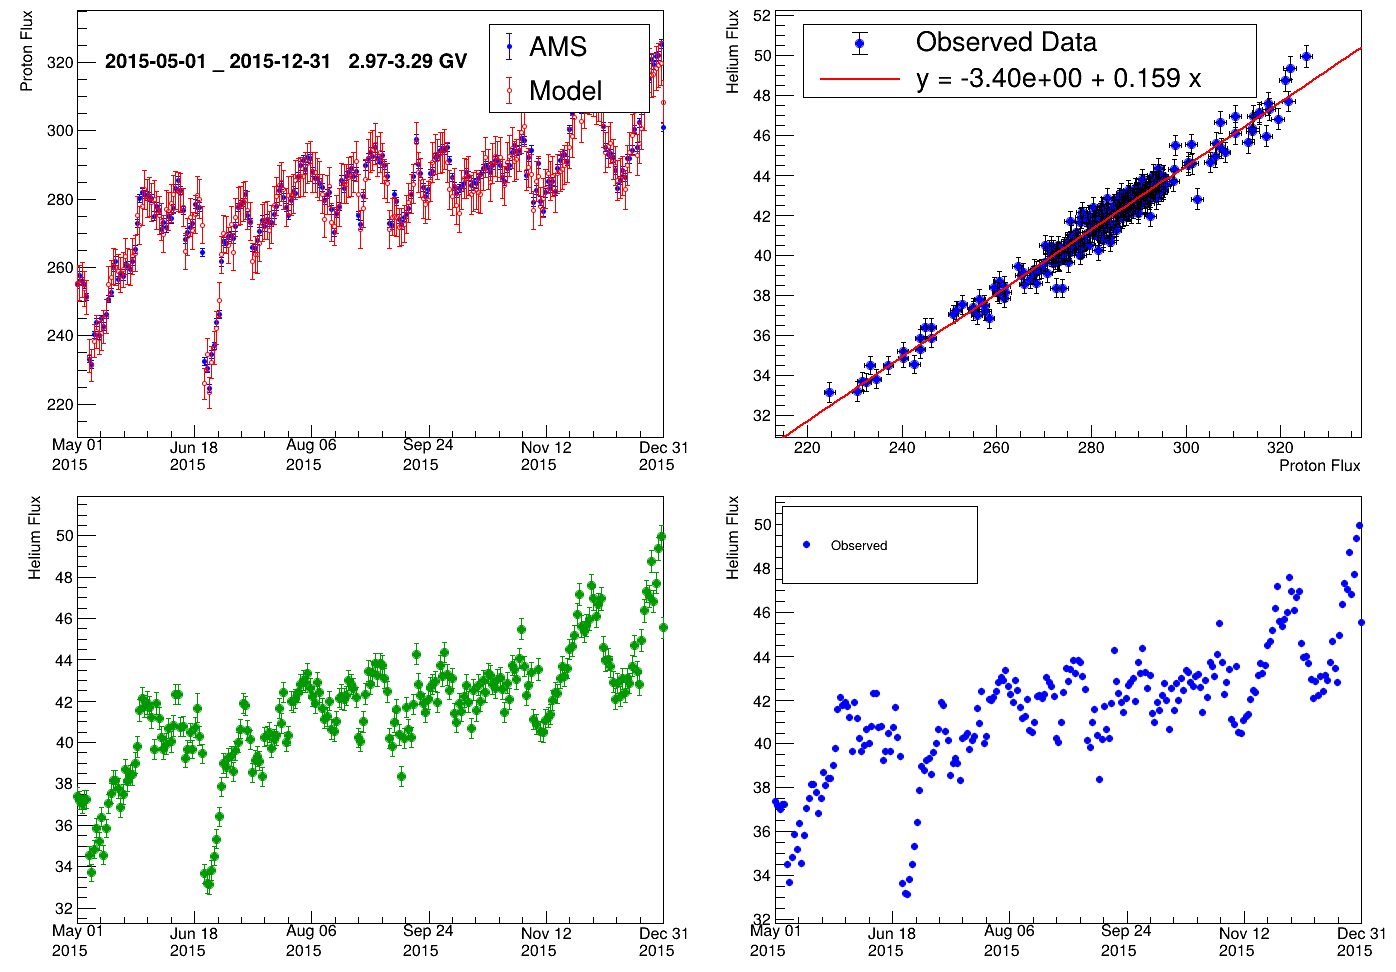 Proton Flux
2015-05-01 _ 2015-12-31 2.97-3.29 GV
AMS
Model
320
300
280
260
240
220
May 01 2015
Jun 18 2015
Aug 06 2015
Sep 24 2015
Nov 12 2015
Dec 31 2015
Helium Flux
Observed Data
y = -3.40e+00 + 0.159 x
52
50
48
46
44
42
40
38
36
34
32
220 240 260 280 300 320
Proton Flux
Helium Flux
50
48
46
44
42
40
38
36
34
32
May 01 2015
Jun 18 2015
Aug 06 2015
Sep 24 2015
Nov 12 2015
Dec 31 2015
Helium Flux
Observed
50
48
46
44
42
40
38
36
34
32
May 01 2015
Jun 18 2015
Aug 06 2015
Sep 24 2015
Nov 12 2015
Dec 31 2015